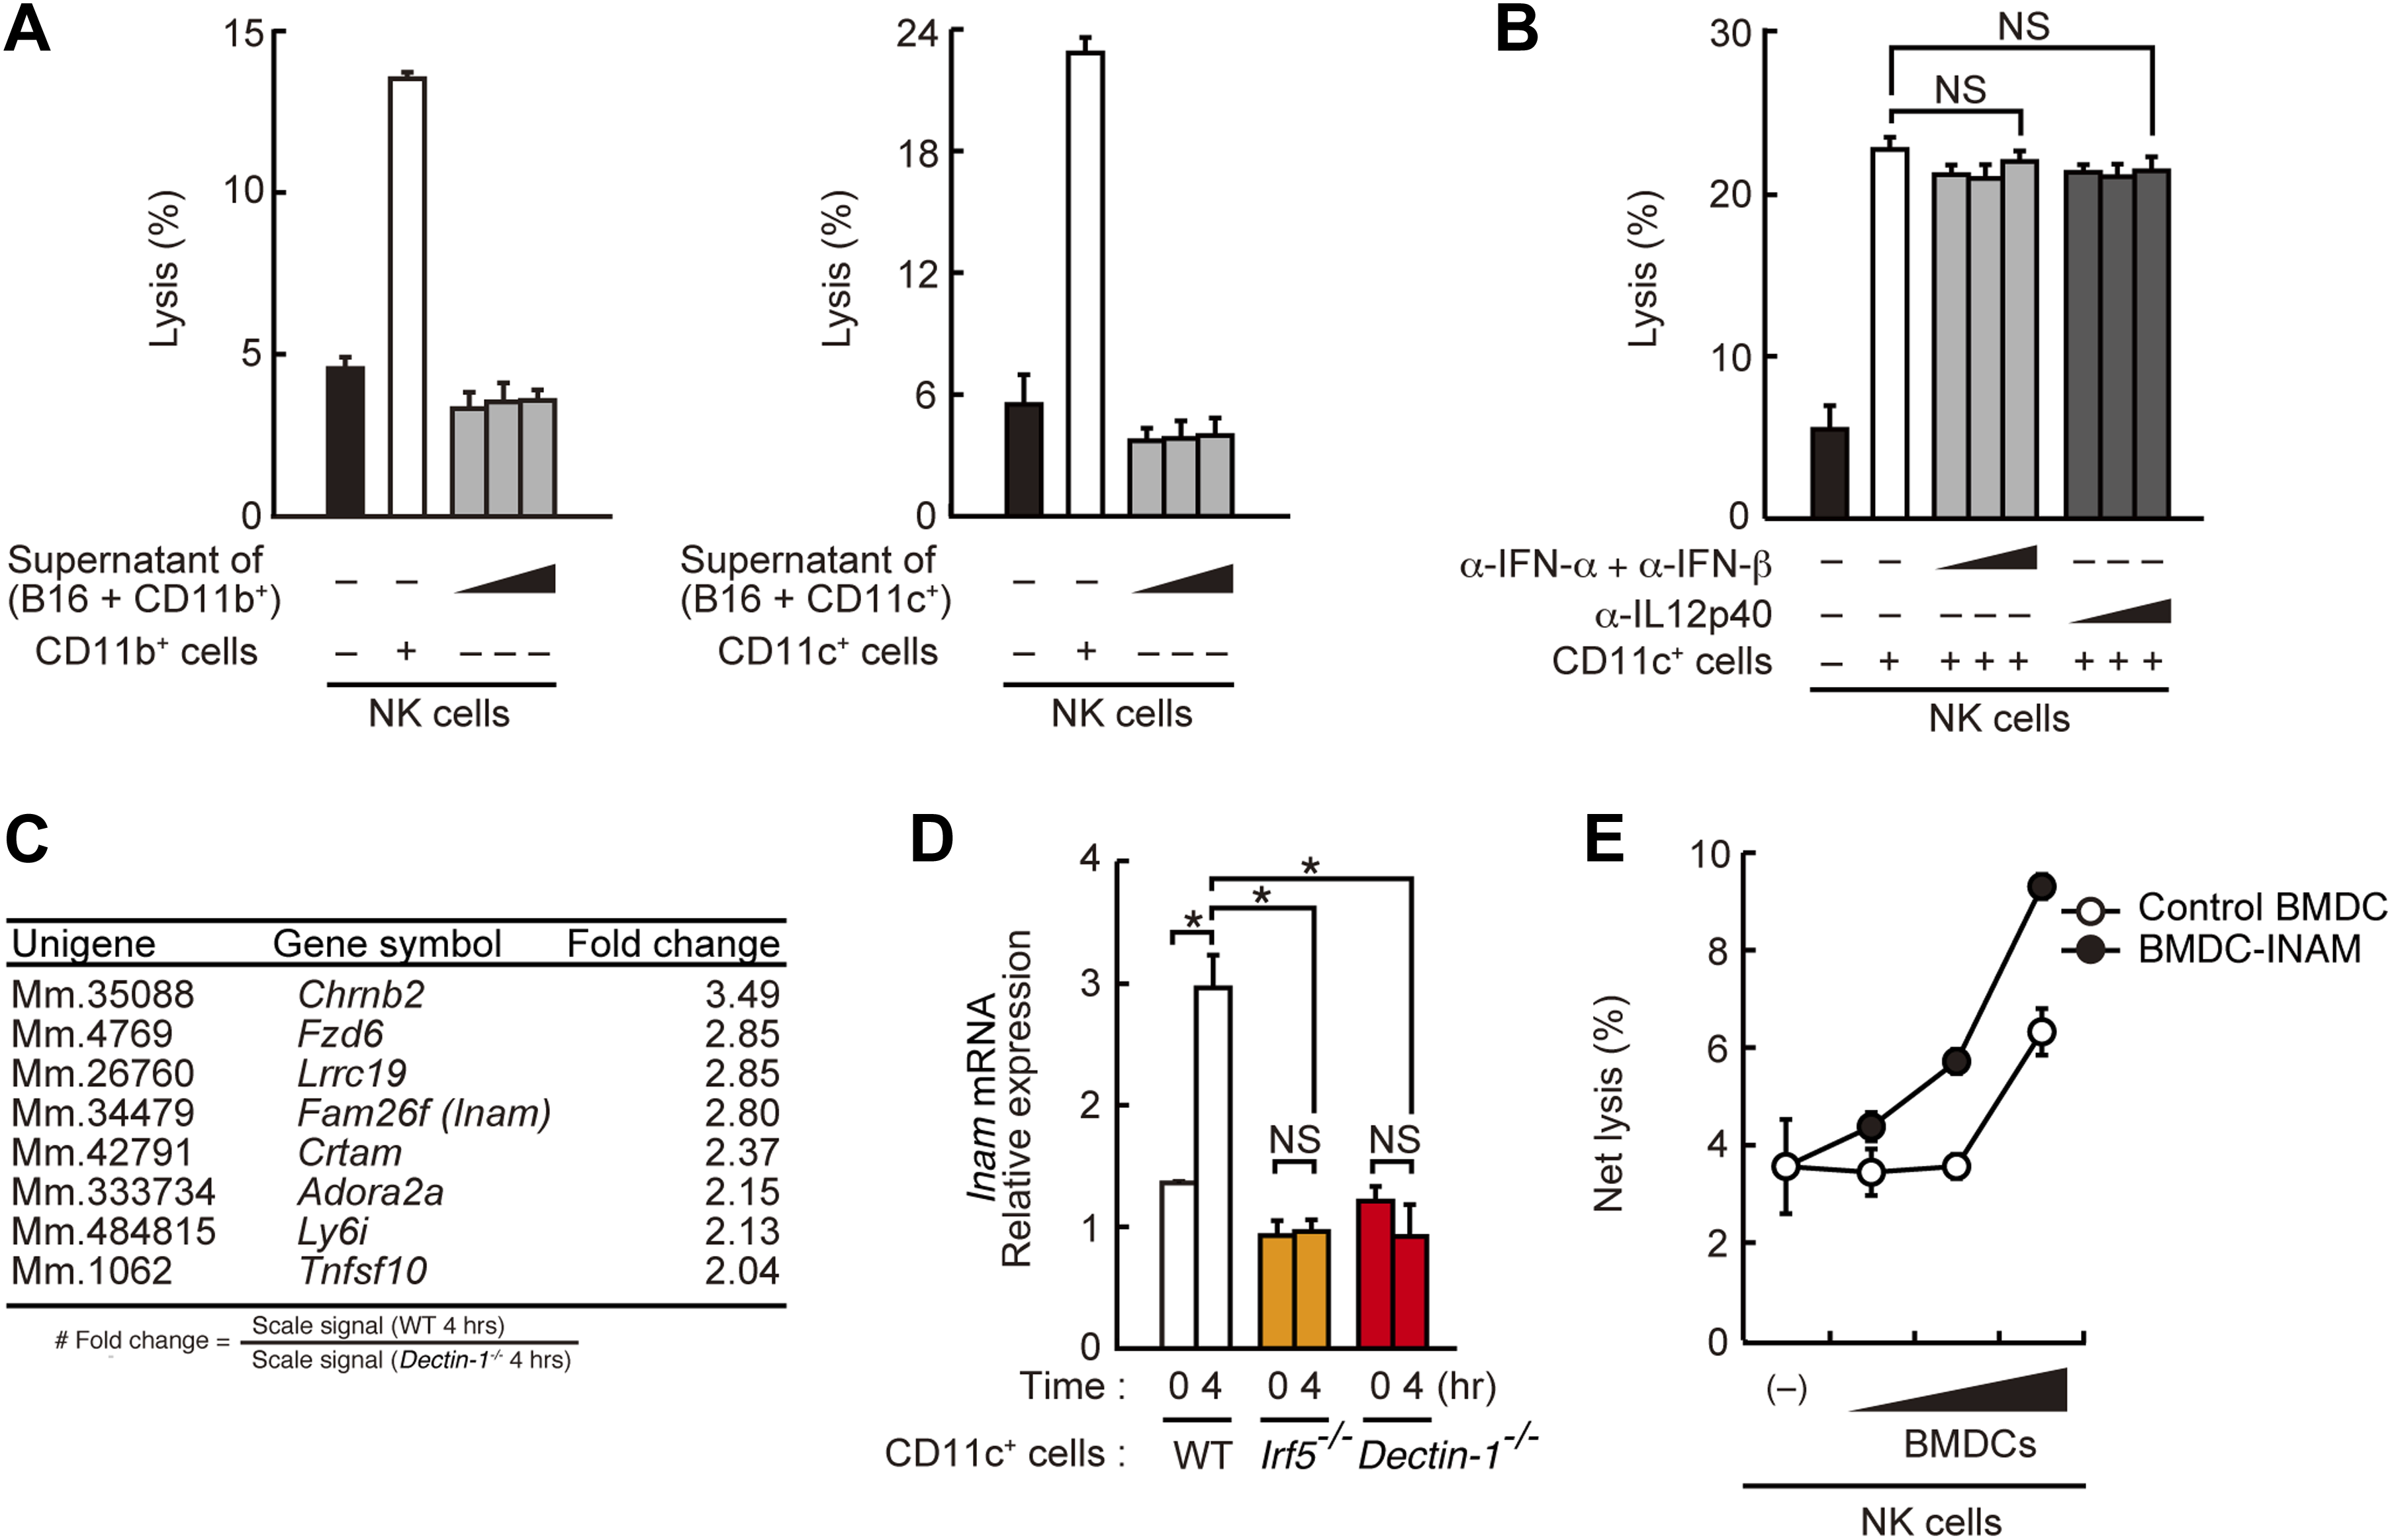 A
15
10
5
0
Lysis (%)
Supernatant of
(B16 + CD11b+)
– –
CD11b+ cells – + – – –
NK cells
24
18
12
6
0
Lysis (%)
Supernatant of
(B16 + CD11c+)
– –
CD11c+ cells – + – – –
NK cells
B
30
20
10
0
Lysis (%)
NS
NS
α-IFN-α + α-IFN-β – – – – –
α-IL12p40 – – – – –
CD11c+ cells – + + + + + + +
NK cells
C
Unigene Gene symbol Fold change
Mm.35088 Chrnb2 3.49
Mm.4769 Fzd6 2.85
Mm.26760 Lrrc19 2.85
Mm.34479 Fam26f (Inam) 2.80
Mm.42791 Crtam 2.37
Mm.333734 Adora2a 2.15
Mm.484815 Ly6i 2.13
Mm.1062 Tnfsf10 2.04
# Fold change =
Scale signal (WT 4 hrs)
Scale signal (Dectin-1-/- 4 hrs)
D
4
3
2
1
0
Inam mRNA
Relative expression
*
*
*
NS
NS
Time : 0 4 0 4 0 4 (hr)
CD11c+ cells : WT Irf5-/- Dectin-1-/-
E
10
8
6
4
2
0
Net lysis (%)
Control BMDC
BMDC-INAM
(–)
BMDCs
NK cells